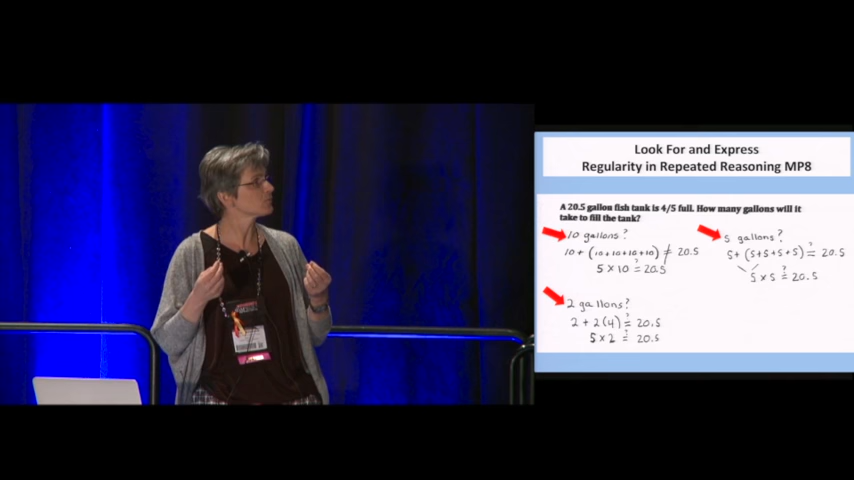 Look For and Express
Regularity in Repeated Reasoning MP8
A 20.5 gallon fish tank is 4/5 full. How many gallons will it
take to fill the tank?
10 gallons?
10 + (10+10+10+10) ≠ 20.5
5 x 10 ≟ 20.5
5 gallons?
5+ (5+5+5+5) ≟ 20.5
5 x 5 ≟ 20.5
2 gallons?
2 + 2(4) ≟ 20.5
5 x 2 ≟ 20.5